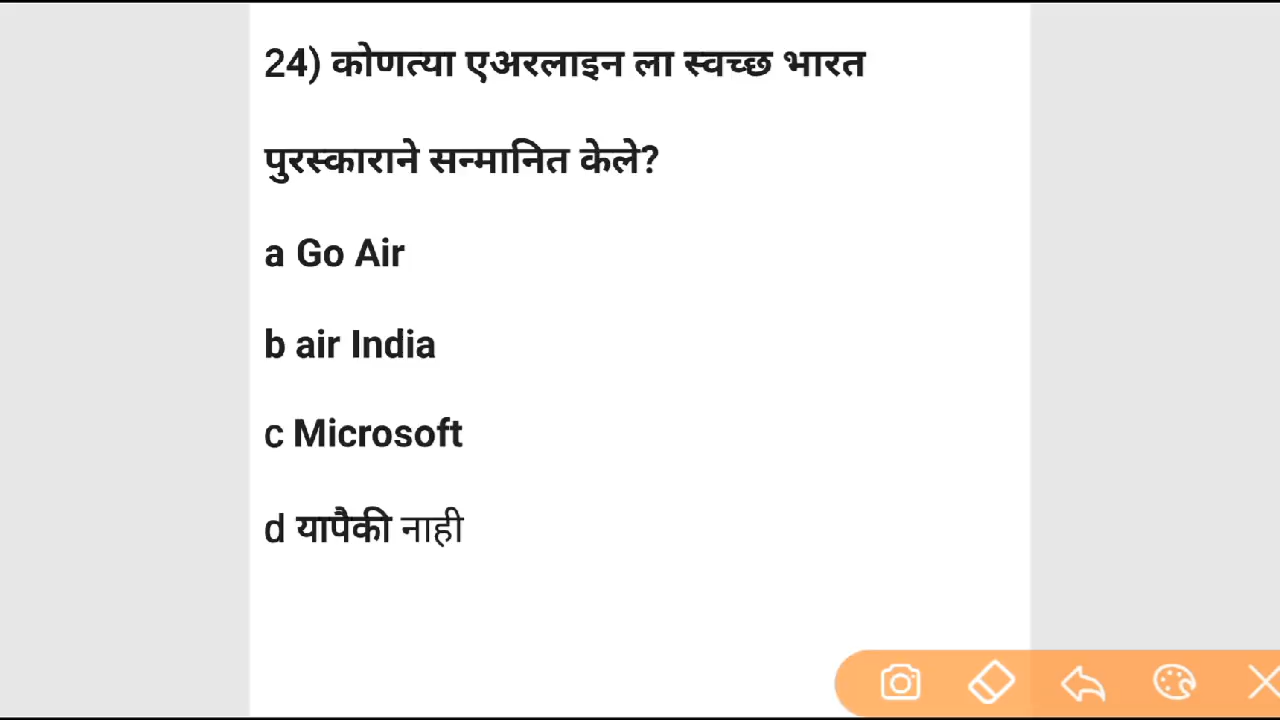 24) कोणत्या एअरलाइन ला स्वच्छ भारत
पुरस्काराने सन्मानित केले?
a Go Air
b air India
c Microsoft
d यापैकी नाही